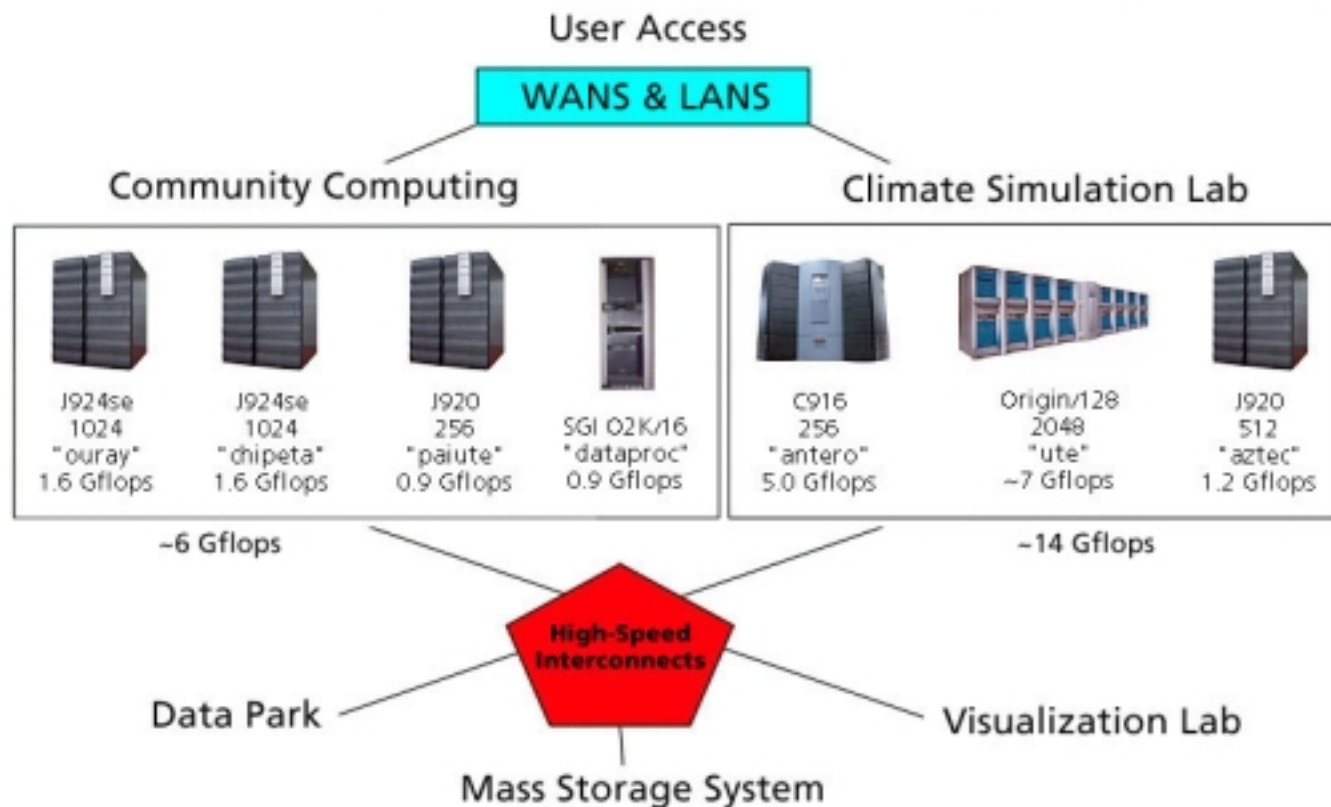 User Access
WANS & LANS
Community Computing
Climate Simulation Lab
J924se
1024
"ouray"
1.6 Gflops
J924se
1024
"chipeta"
1.6 Gflops
J920
256
"paiute"
0.9 Gflops
SGI O2K/16
"dataproc"
0.9 Gflops
C916
256
"antero"
5.0 Gflops
Origin/128
2048
"ute"
~7 Gflops
J920
512
"aztec"
1.2 Gflops
~6 Gflops
~14 Gflops
High-Speed
Interconnects
Data Park
Visualization Lab
Mass Storage System